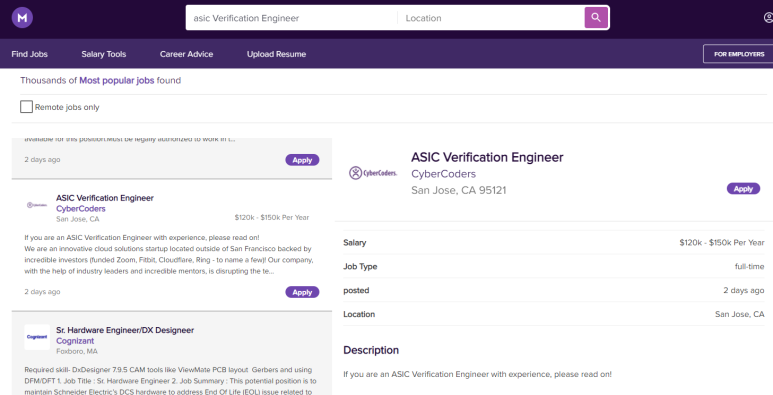 M
asic Verification Engineer
Location
Find Jobs
Salary Tools
Career Advice
Upload Resume
FOR EMPLOYERS
Thousands of Most popular jobs found
Remote jobs only
available for this position.Must be legally authorized to work in t...
2 days ago
Apply
CyberCoders.
ASIC Verification Engineer
CyberCoders
San Jose, CA
$120k - $150k Per Year
If you are an ASIC Verification Engineer with experience, please read on!
We are an innovative cloud solutions startup located outside of San Francisco backed by
incredible investors (funded Zoom, Fitbit, Cloudflare, Ring - to name a few)! Our company,
with the help of industry leaders and incredible mentors, is disrupting the te...
2 days ago
Apply
Cognizant
Sr. Hardware Engineer/DX Designeer
Cognizant
Foxboro, MA
Required skill- DxDesigner 7.9.5 CAM tools like ViewMate PCB layout Gerbers and using
DFM/DFT 1. Job Title : Sr. Hardware Engineer 2. Job Summary : This potential position is to
maintain Schneider Electric's DCS hardware to address End Of Life (EOL) issue related to
CyberCoders.
ASIC Verification Engineer
CyberCoders
San Jose, CA 95121
Apply
Salary
$120k - $150k Per Year
Job Type
full-time
posted
2 days ago
Location
San Jose, CA
Description
If you are an ASIC Verification Engineer with experience, please read on!